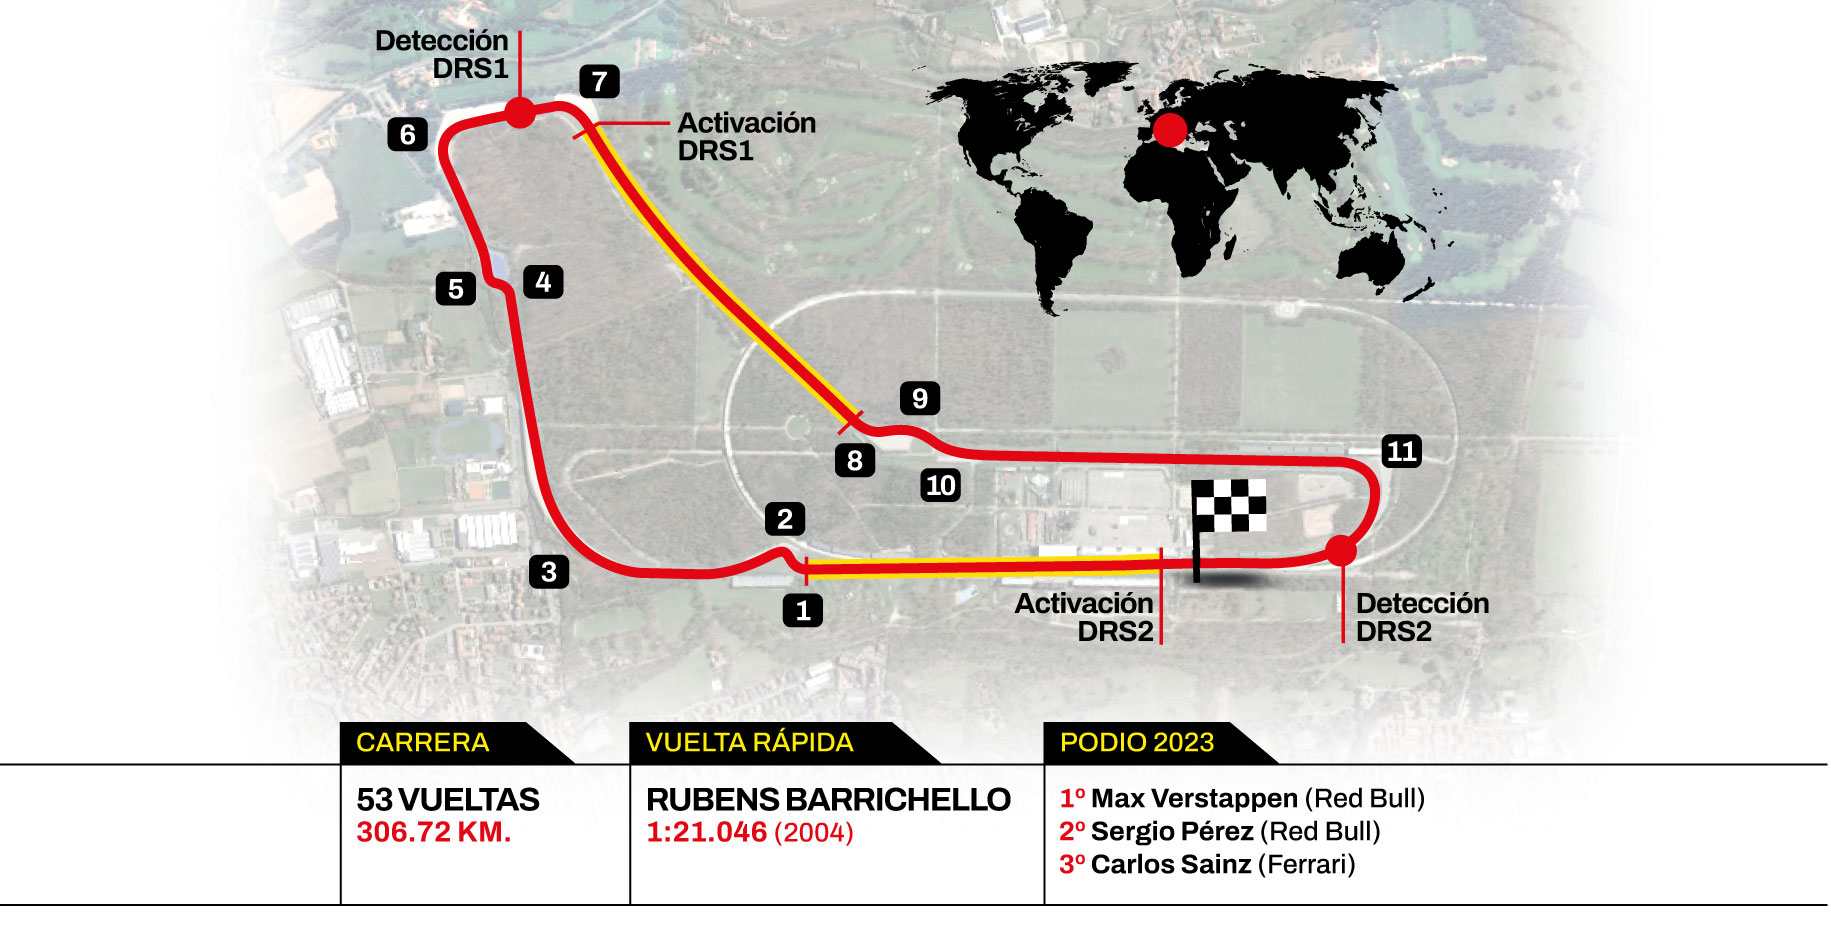 Detección
DRS1
7
Activación
DRS1
6
5
4
9
8
10
11
2
3
1
Activación
DRS2
Detección
DRS2
CARRERA
53 VUELTAS
306.72 KM.
VUELTA RÁPIDA
RUBENS BARRICHELLO
1:21.046 (2004)
PODIO 2023
1º Max Verstappen (Red Bull)
2º Sergio Pérez (Red Bull)
3º Carlos Sainz (Ferrari)